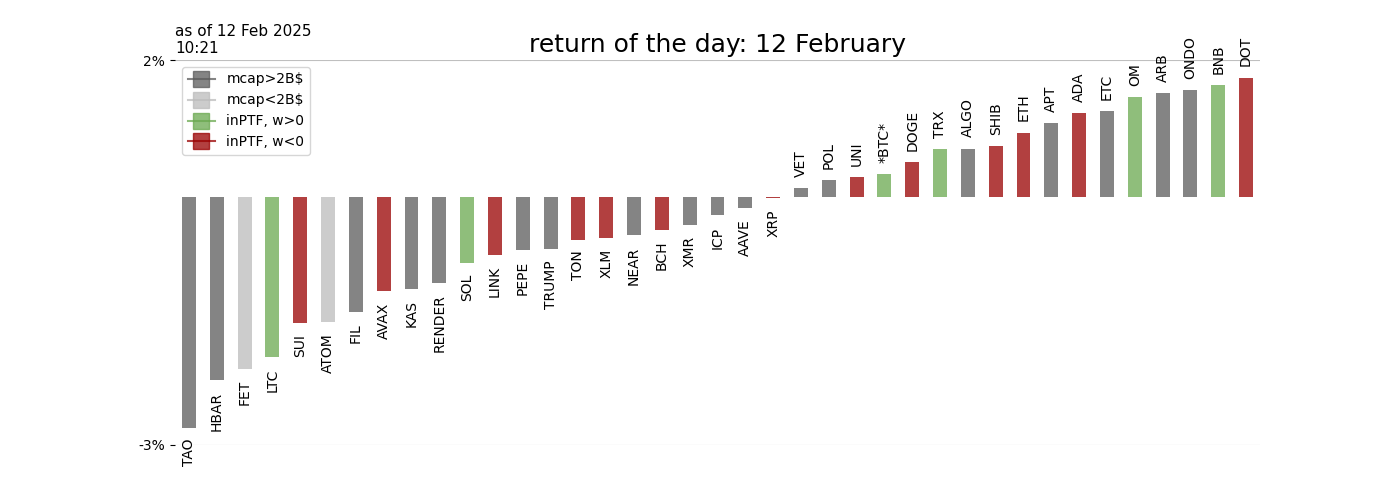 as of 12 Feb 2025
10:21
return of the day: 12 February
2%
mcap>2B$
mcap<2B$
inPTF, w>0
inPTF, w<0
-3%
TAO
HBAR
FET
LTC
SUI
ATOM
FIL
AVAX
KAS
RENDER
SOL
LINK
PEPE
TRUMP
TON
XLM
NEAR
BCH
XMR
ICP
AAVE
XRP
VET
POL
UNI
*BTC*
DOGE
TRX
ALGO
SHIB
ETH
APT
ADA
ETC
OM
ARB
ONDO
BNB
DOT